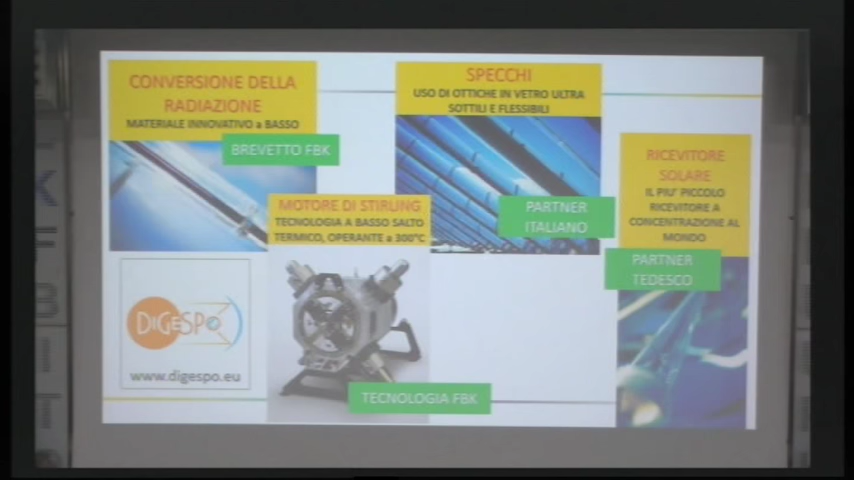 CONVERSIONE DELLA
RADIAZIONE
MATERIALE INNOVATIVO a BASSO
BREVETTO FBK
MOTORE DI STIRLING
TECNOLOGIA A BASSO SALTO
TERMICO, OPERANTE a 300°C
TECNOLOGIA FBK
SPECCHI
USO DI OTTICHE IN VETRO ULTRA
SOTTILI E FLESSIBILI
PARTNER
ITALIANO
RICEVITORE
SOLARE
IL PIU' PICCOLO
RICEVITORE A
CONCENTRAZIONE AL
MONDO
PARTNER
TEDESCO
DiGeSPo
www.digespo.eu
K
F
B